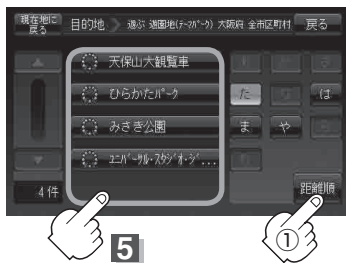 現在地に
戻る
目的地 遊ぶ 遊園地(ﾃｰﾏﾊﾟｰｸ) 大阪府 全市区町村 戻る
天保山大観覧車
ひらかたパーク
た は
みさき公園
ま や
ユニバーサル・スタジオ・ジ...
4件
距離順
5
①